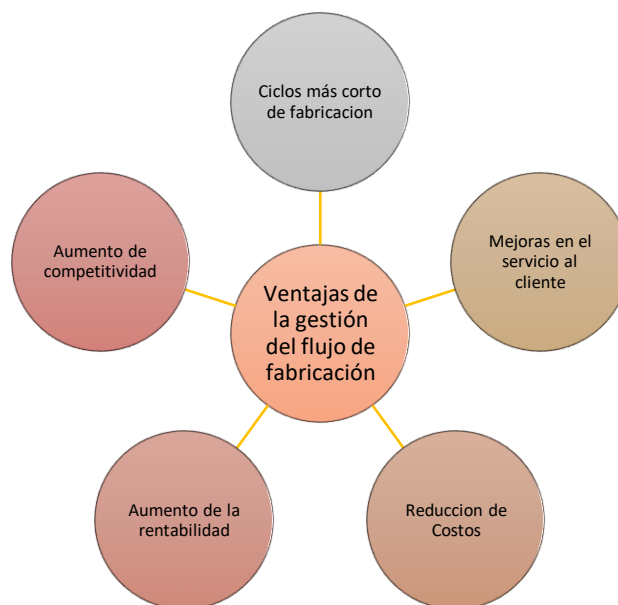 Ciclos más corto
de fabricacion
Mejoras en el
servicio al
cliente
Reduccion de
Costos
Aumento de la
rentabilidad
Aumento de
competitividad
Ventajas de
la gestión
del flujo de
fabricación